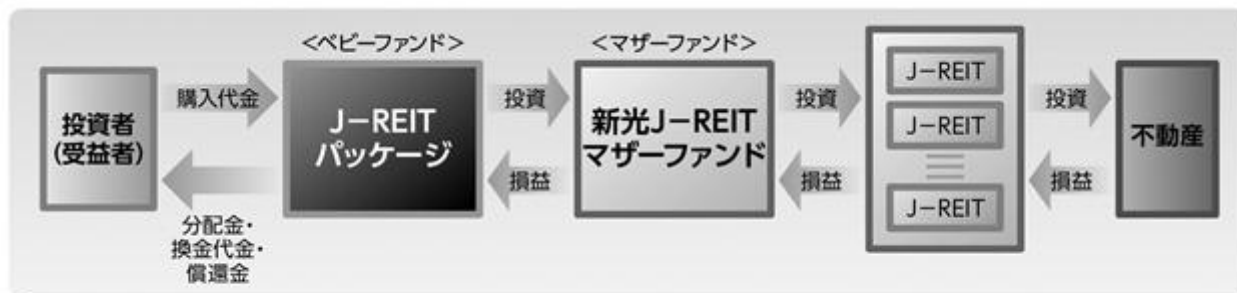 <ベビーファンド>
<マザーファンド>
投資者
(受益者)
購入代金
分配金・
換金代金・
償還金
J-REIT
パッケージ
投資
損益
新光J-REIT
マザーファンド
投資
損益
J-REIT
J-REIT
J-REIT
投資
損益
不動産